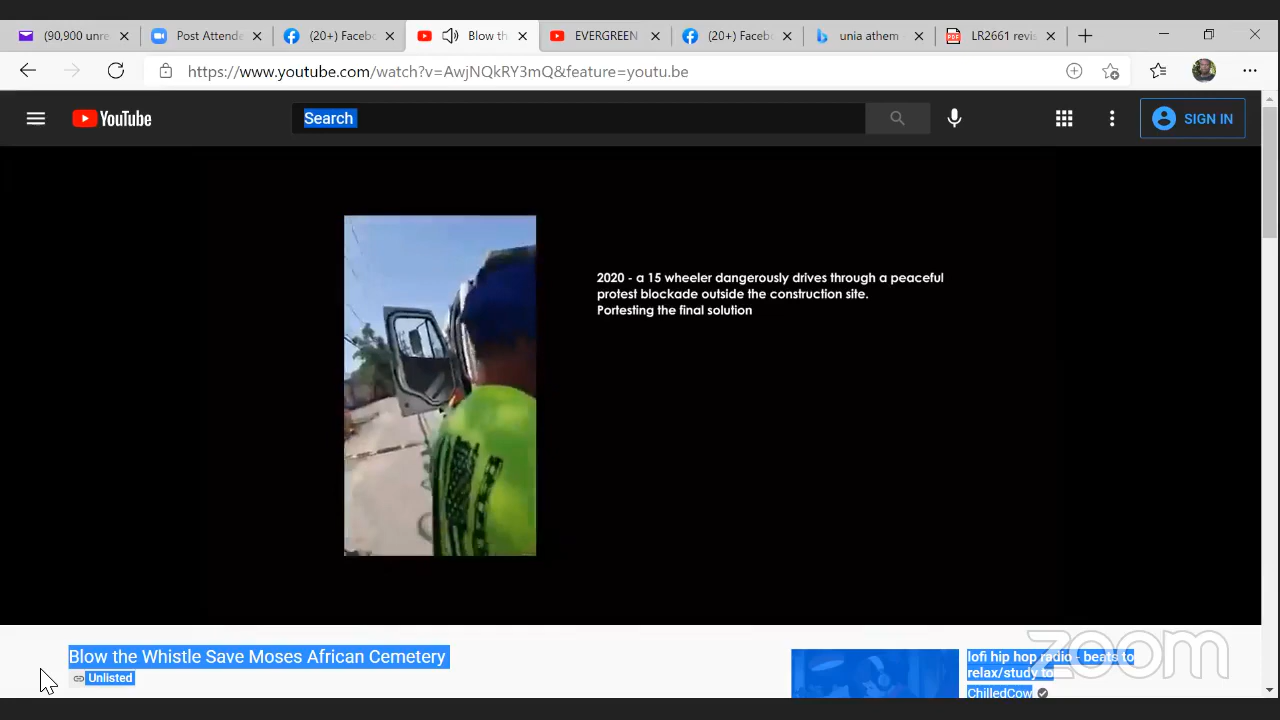 (90,900 unre
Post Attenda
(20+) Facebo
Blow th
EVERGREEN
(20+) Facebo
unia athem
LR2661 revis
https://www.youtube.com/watch?v=AwjNQkRY3mQ&feature=youtu.be
YouTube
Search
SIGN IN
2020 - a 15 wheeler dangerously drives through a peaceful
protest blockade outside the construction site.
Portesting the final solution
Blow the Whistle Save Moses African Cemetery
Unlisted
lofi hip hop radio - beats to
relax/study to
ChilledCow
zoom